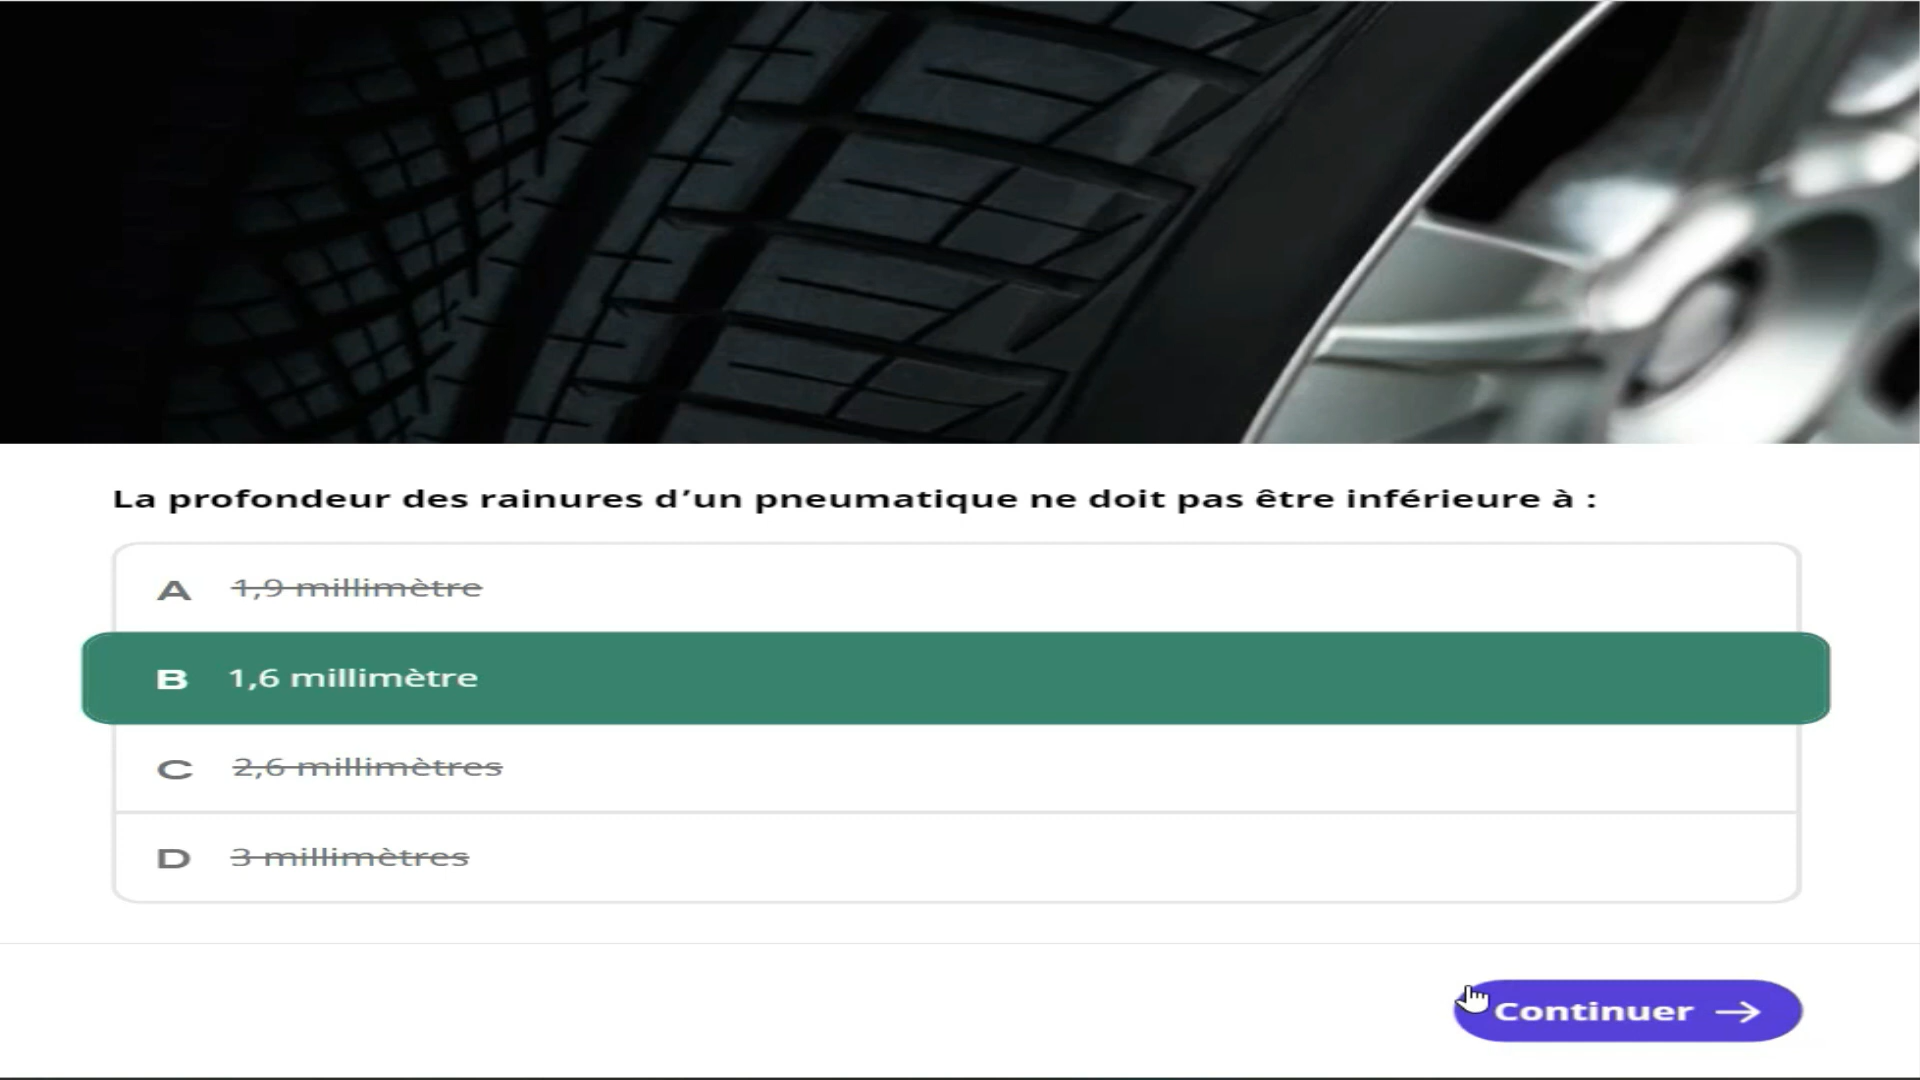 La profondeur des rainures d’un pneumatique ne doit pas être inférieure à :
A 1,9 millimètre
B 1,6 millimètre
C 2,6 millimètres
D 3 millimètres
Continuer →